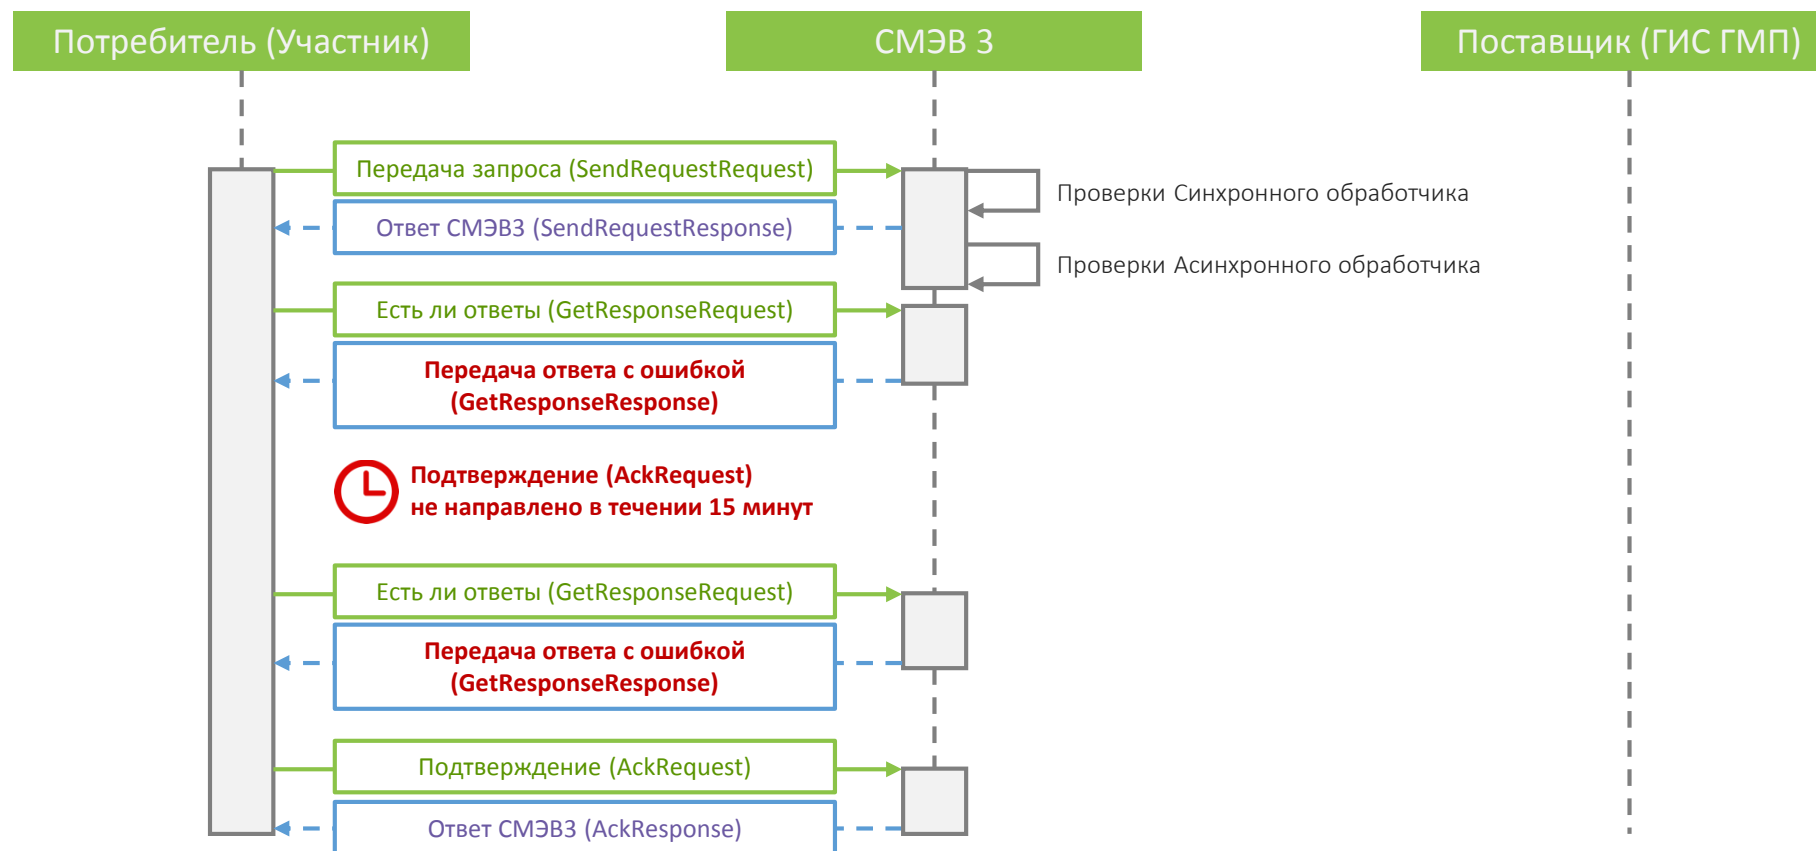 Потребитель (Участник)
СМЭВ 3
Поставщик (ГИС ГМП)
Передача запроса (SendRequestRequest)
Проверки Синхронного обработчика
Ответ СМЭВ3 (SendRequestResponse)
Проверки Асинхронного обработчика
Есть ли ответы (GetResponseRequest)
Передача ответа с ошибкой
(GetResponseResponse)
Подтверждение (AckRequest)
не направлено в течении 15 минут
Есть ли ответы (GetResponseRequest)
Передача ответа с ошибкой
(GetResponseResponse)
Подтверждение (AckRequest)
Ответ СМЭВ3 (AckResponse)